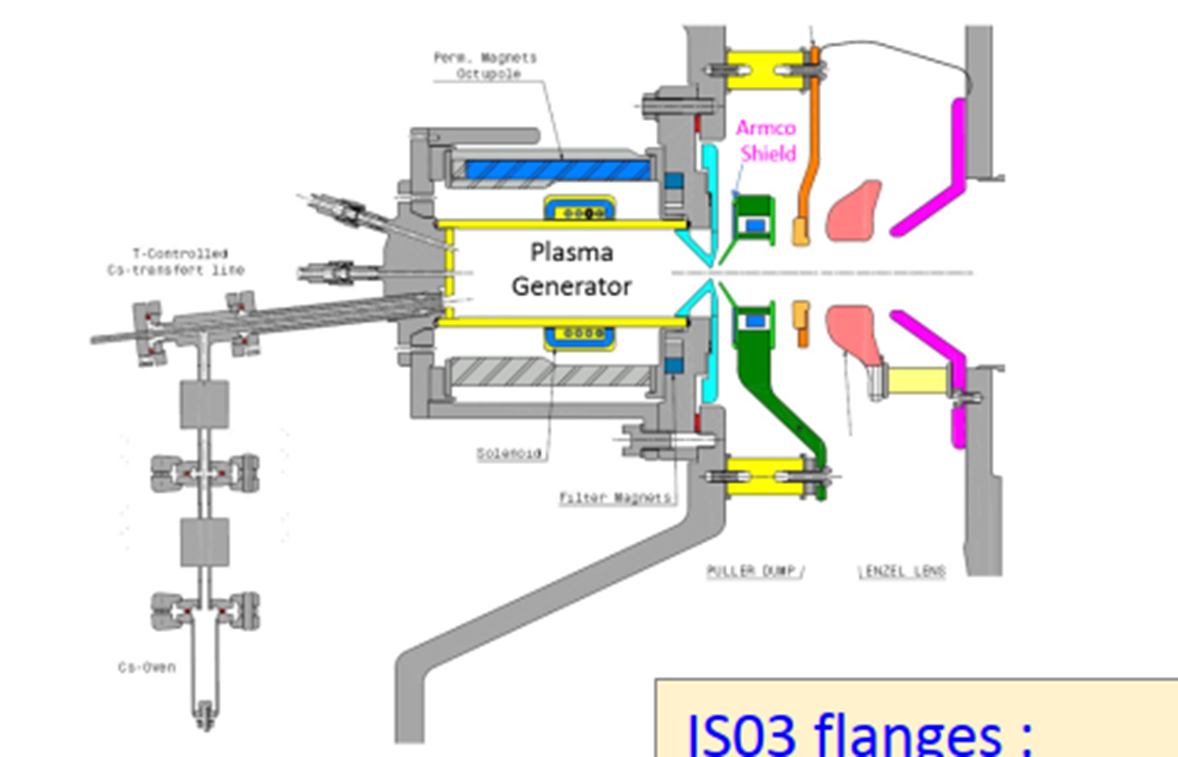 Perm. Magnets
Octupole
Armco
Shield
T-Controlled
Cs-transfert line
Plasma
Generator
Solenoid
Filter Magnets
PULLER DUMP
ENZEL LENS
Cs-Oven
IS03 flanges :